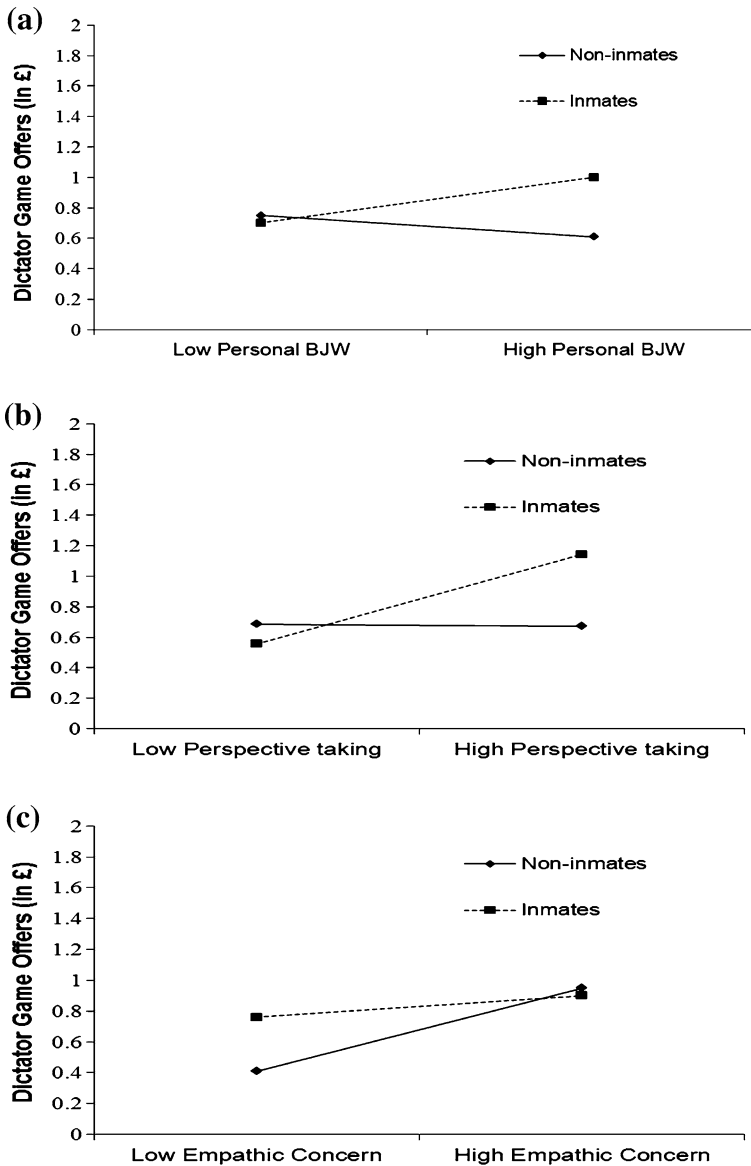 (a)
Dictator Game Offers (In £)
2
1.8
1.6
1.4
1.2
1
0.8
0.6
0.4
0.2
0
Non-inmates
Inmates
Low Personal BJW High Personal BJW
(b)
Dictator Game Offers (In £)
2
1.8
1.6
1.4
1.2
1
0.8
0.6
0.4
0.2
0
Non-inmates
Inmates
Low Perspective taking High Perspective taking
(c)
Dictator Game Offers (In £)
2
1.8
1.6
1.4
1.2
1
0.8
0.6
0.4
0.2
0
Non-inmates
Inmates
Low Empathic Concern High Empathic Concern